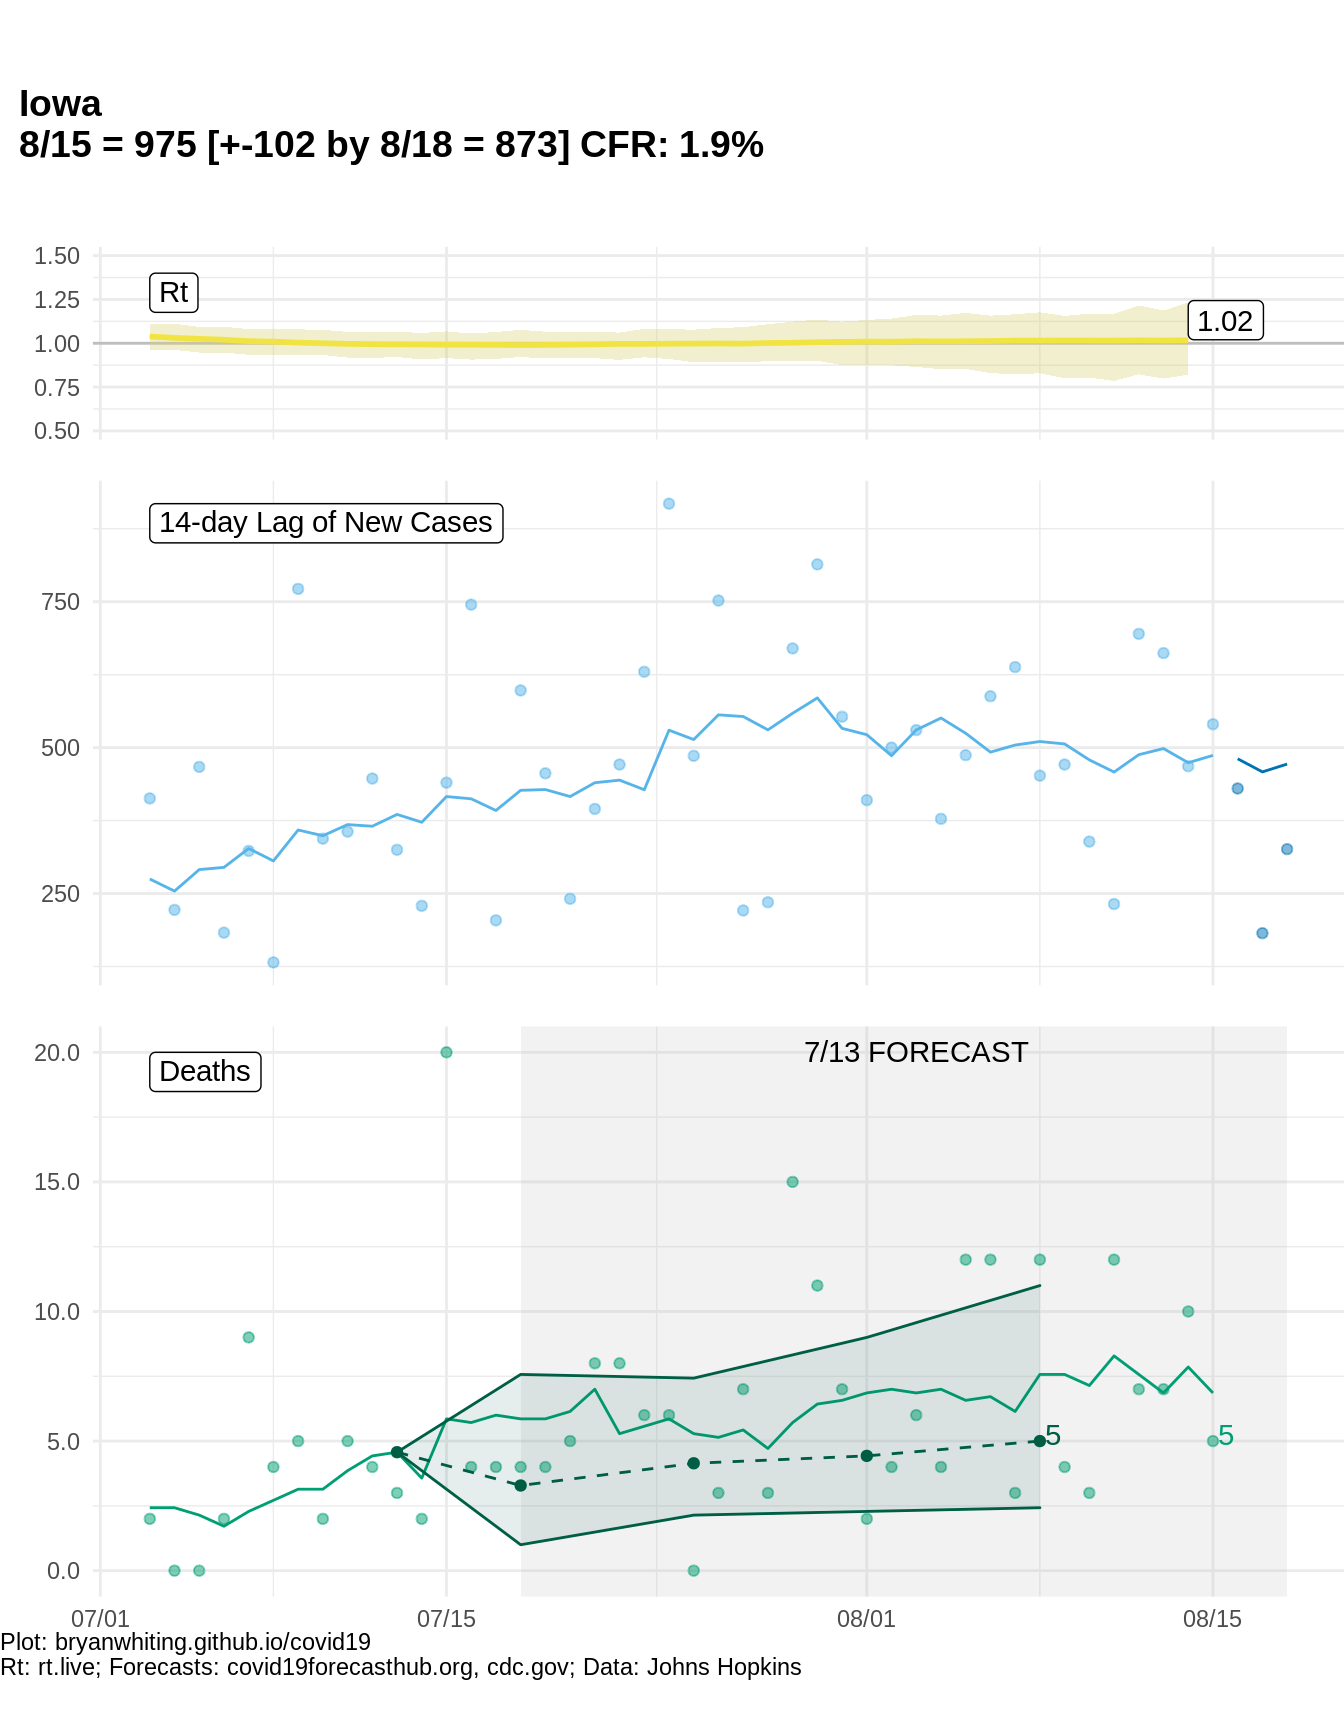 Iowa
8/15 = 975 [+-102 by 8/18 = 873] CFR: 1.9%
1.50
1.25
1.00
0.75
0.50
Rt
1.02
14-day Lag of New Cases
750
500
250
7/13 FORECAST
Deaths
20.0
15.0
10.0
5.0
0.0
5
5
07/01
07/15
08/01
08/15
Plot: bryanwhiting.github.io/covid19
Rt: rt.live; Forecasts: covid19forecasthub.org, cdc.gov; Data: Johns Hopkins